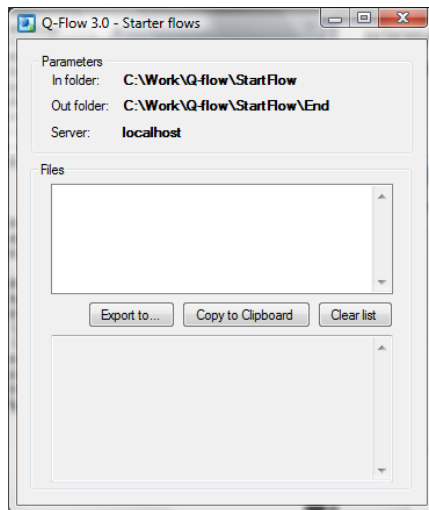 Q-Flow 3.0 - Starter flows
Parameters
In folder: C:\Work\Q-flow\StartFlow
Out folder: C:\Work\Q-flow\StartFlow\End
Server: localhost
Files
Export to... Copy to Clipboard Clear list